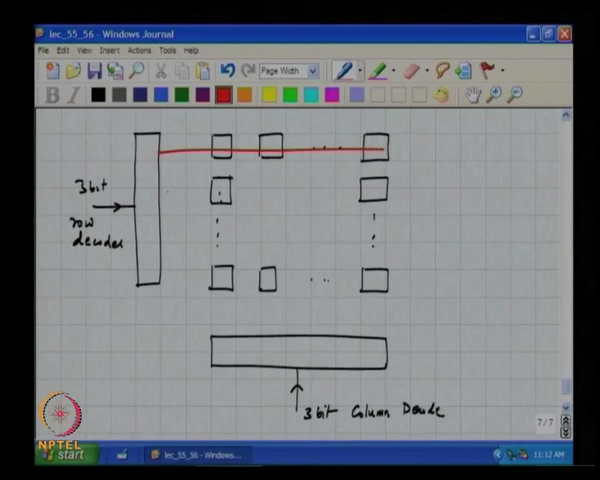 lec_55_56 - Windows Journal
File Edit View Insert Actions Tools Help
Page Width
B I
3 bit
row
decoder
3 bit Column Decode
7/7
NPTEL
start
lec_55_56 - Windows...
11:12 AM